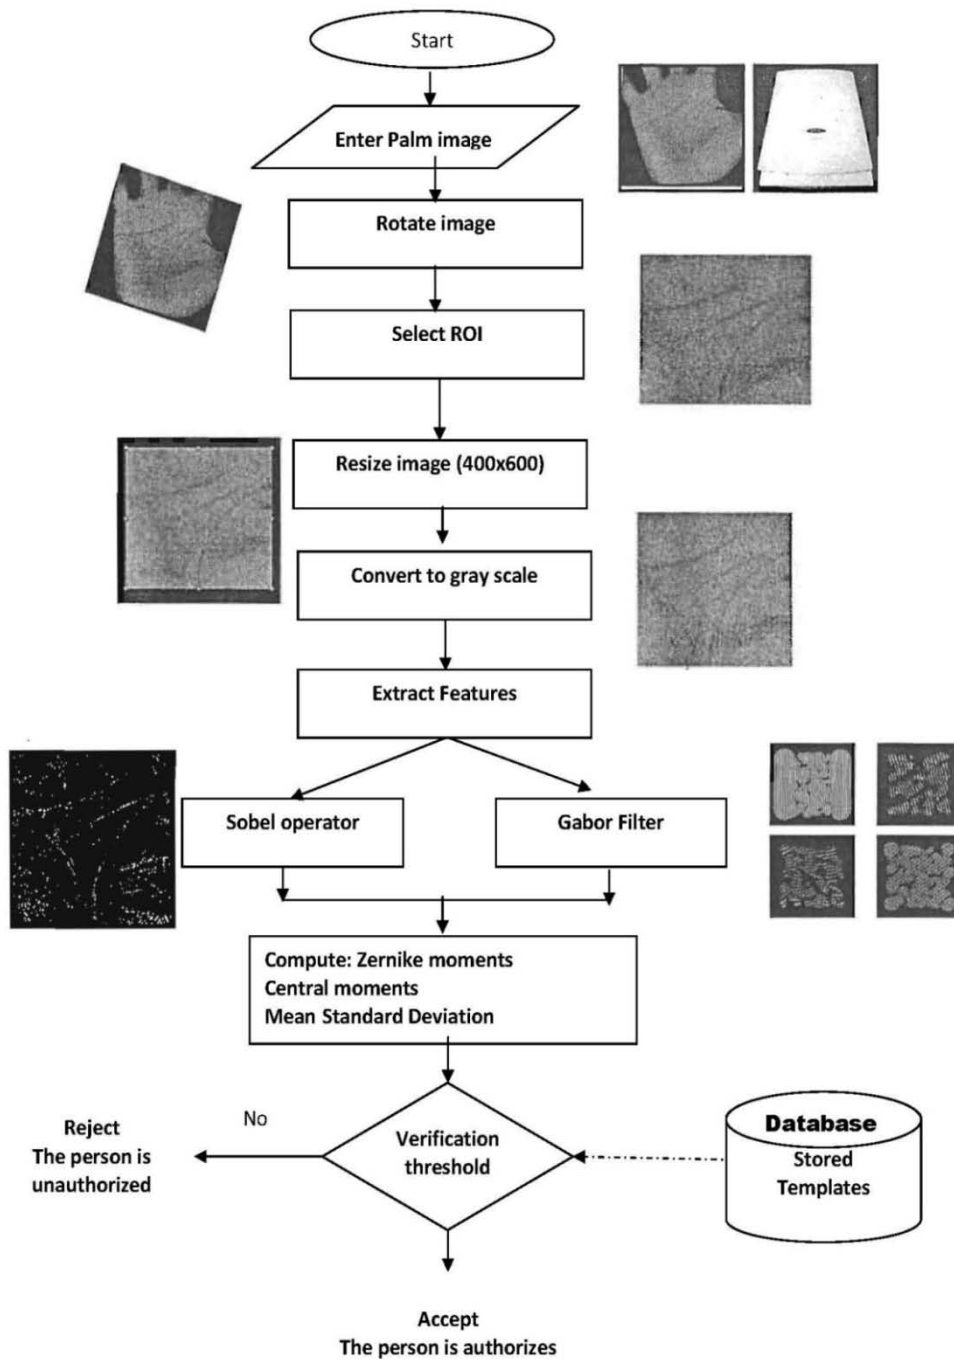 Start
Enter Palm image
Rotate image
Select ROI
Resize image (400x600)
Convert to gray scale
Extract Features
Sobel operator
Gabor Filter
Compute: Zernike moments
Central moments
Mean Standard Deviation
No
Reject
The person is
unauthorized
Verification
threshold
Database
Stored
Templates
Accept
The person is authorizes